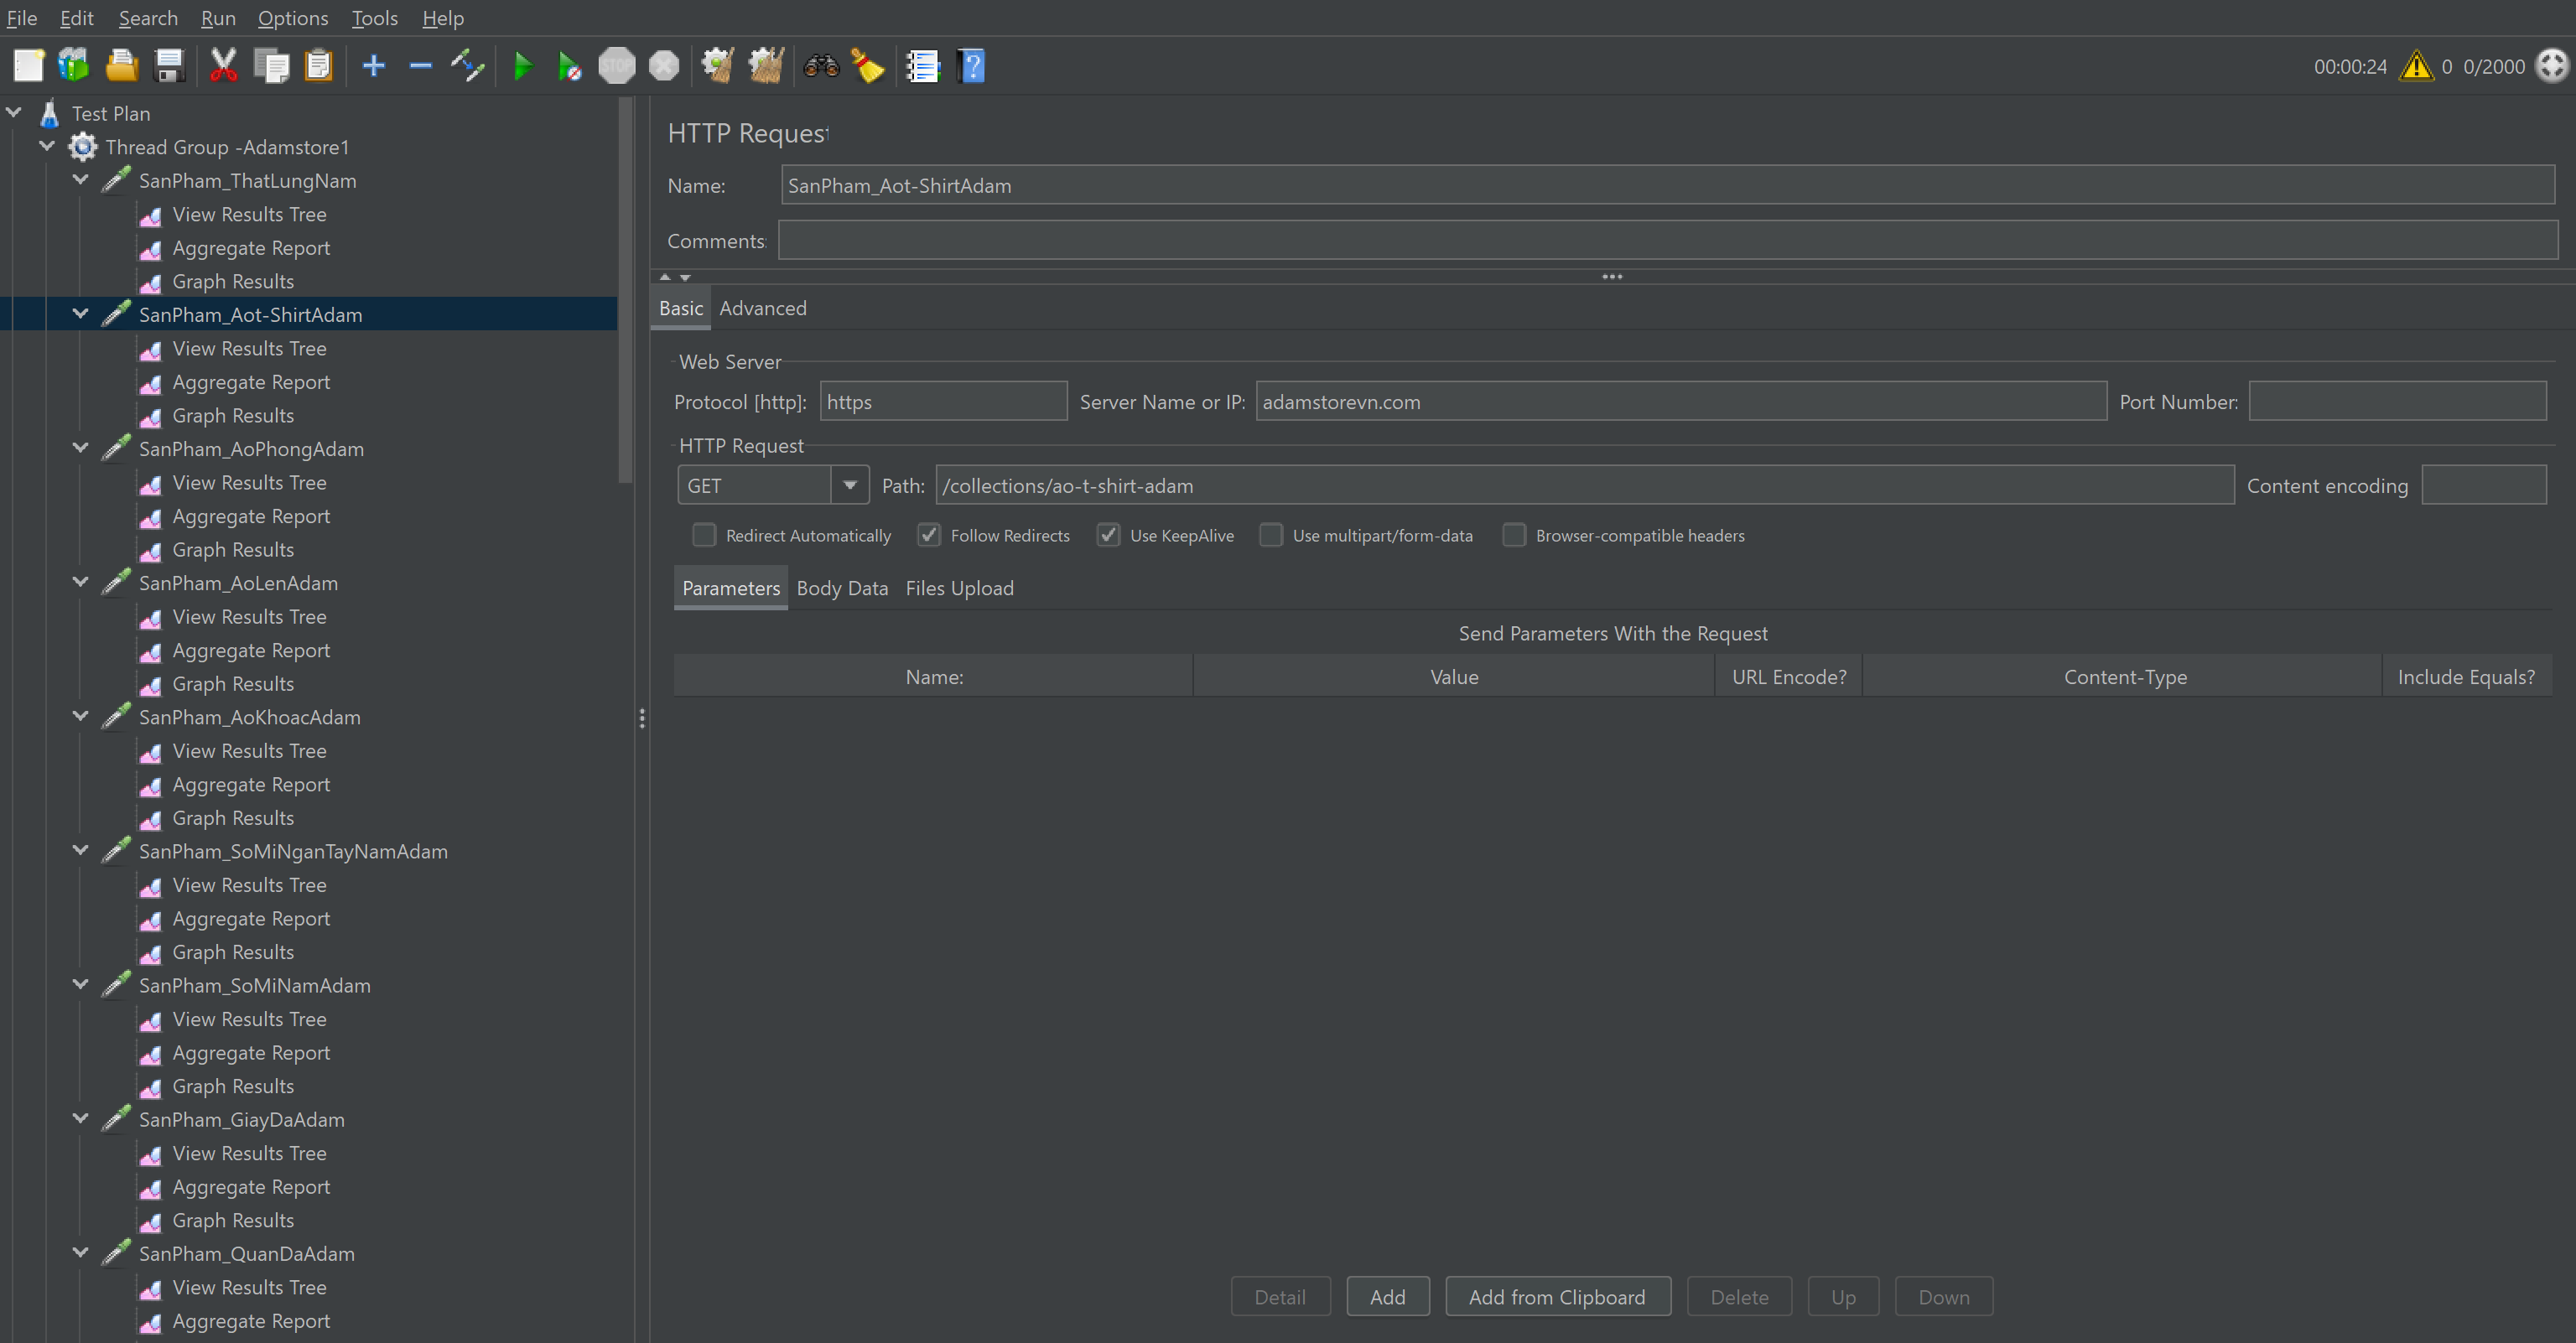 File Edit Search Run Options Tools Help
STOP
00:00:24 0 0/2000
Test Plan
Thread Group -Adamstore1
SanPham_ThatLungNam
View Results Tree
Aggregate Report
Graph Results
SanPham_Aot-ShirtAdam
View Results Tree
Aggregate Report
Graph Results
SanPham_AoPhongAdam
View Results Tree
Aggregate Report
Graph Results
SanPham_AoLenAdam
View Results Tree
Aggregate Report
Graph Results
SanPham_AoKhoacAdam
View Results Tree
Aggregate Report
Graph Results
SanPham_SoMiNganTayNamAdam
View Results Tree
Aggregate Report
Graph Results
SanPham_SoMiNamAdam
View Results Tree
Aggregate Report
Graph Results
SanPham_GiayDaAdam
View Results Tree
Aggregate Report
Graph Results
SanPham_QuanDaAdam
View Results Tree
Aggregate Report
HTTP Request
Name: SanPham_Aot-ShirtAdam
Comments:
Basic Advanced
Web Server
Protocol [http]: https Server Name or IP: adamstorevn.com Port Number:
HTTP Request
GET Path: /collections/ao-t-shirt-adam Content encoding
Redirect Automatically Follow Redirects Use KeepAlive Use multipart/form-data Browser-compatible headers
Parameters Body Data Files Upload
Send Parameters With the Request
Name: Value URL Encode? Content-Type Include Equals?
Detail Add Add from Clipboard Delete Up Down